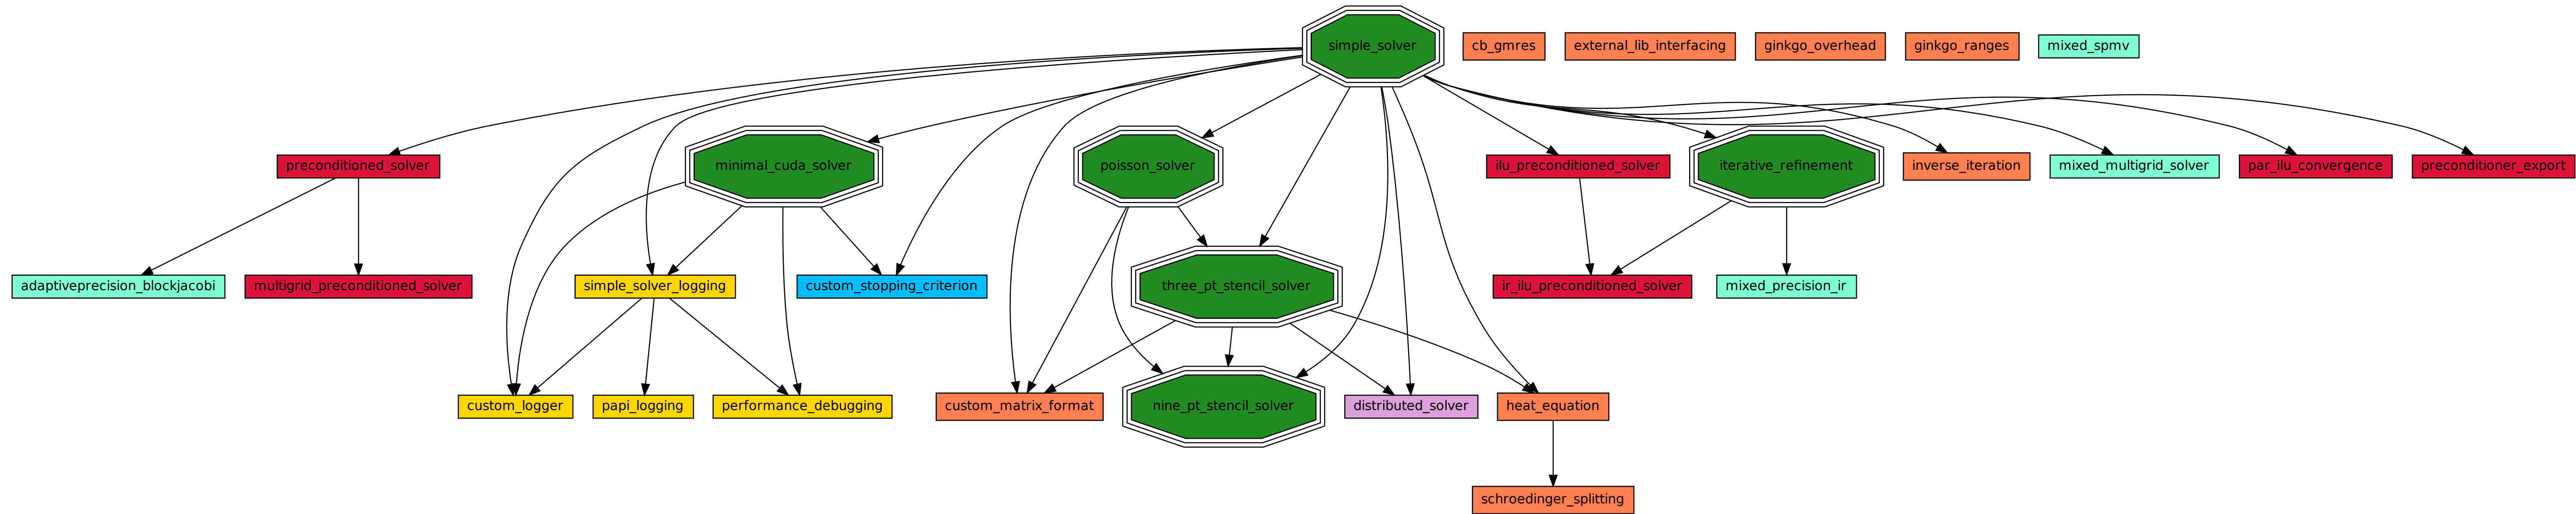 simple_solver
cb_gmres
external_lib_interfacing
ginkgo_overhead
ginkgo_ranges
mixed_spmv
preconditioned_solver
minimal_cuda_solver
poisson_solver
ilu_preconditioned_solver
iterative_refinement
inverse_iteration
mixed_multigrid_solver
par_ilu_convergence
preconditioner_export
adaptiveprecision_blockjacobi
multigrid_preconditioned_solver
simple_solver_logging
custom_stopping_criterion
three_pt_stencil_solver
ir_ilu_preconditioned_solver
mixed_precision_ir
custom_logger
papi_logging
performance_debugging
custom_matrix_format
nine_pt_stencil_solver
distributed_solver
heat_equation
schroedinger_splitting